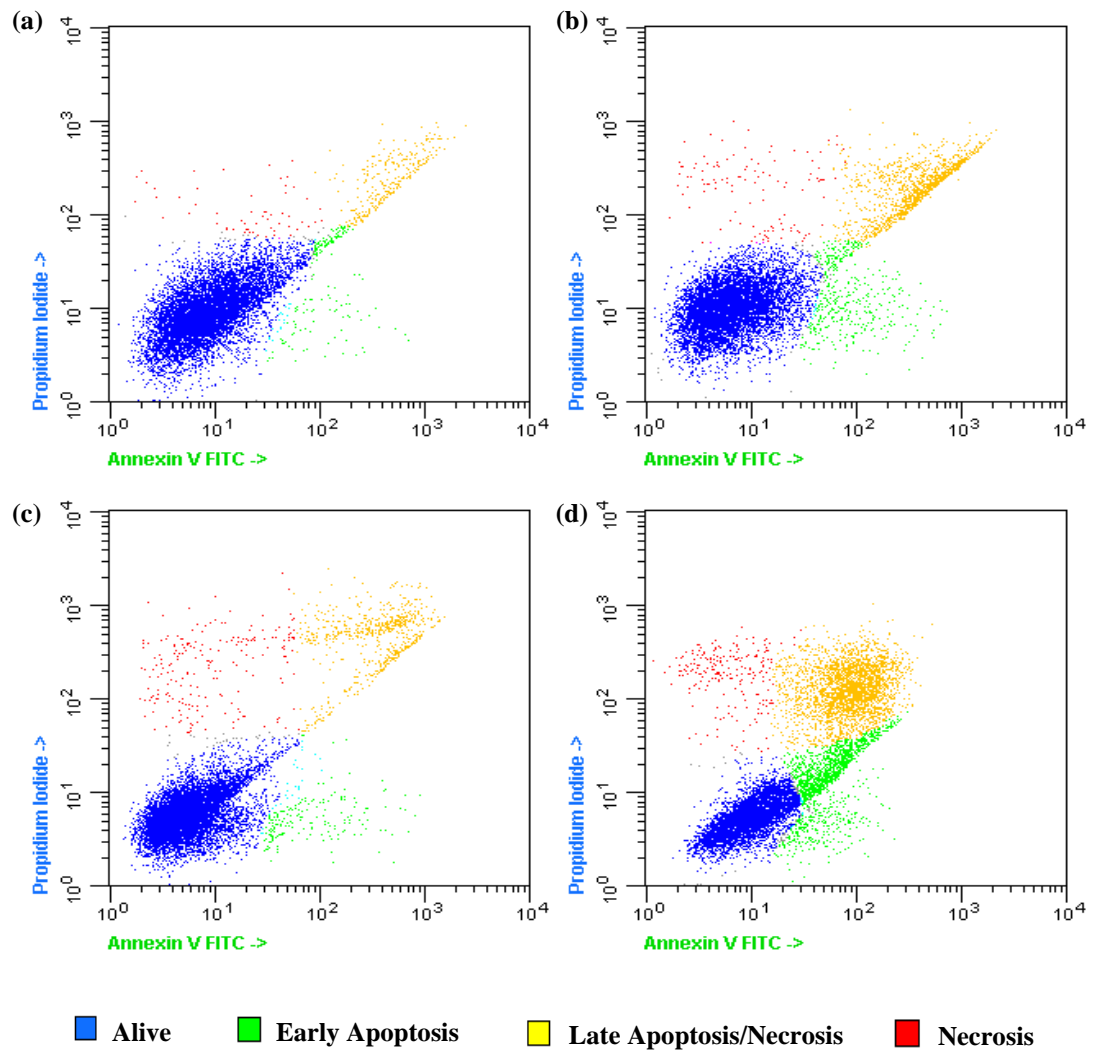 (a)
10^4
10^3
10^2
10^1
10^0
Propidium Iodide ->
10^0 10^1 10^2 10^3 10^4
Annexin V FITC ->
(b)
10^4
10^3
10^2
10^1
10^0
Propidium Iodide ->
10^0 10^1 10^2 10^3 10^4
Annexin V FITC ->
(c)
10^4
10^3
10^2
10^1
10^0
Propidium Iodide ->
10^0 10^1 10^2 10^3 10^4
Annexin V FITC ->
(d)
10^4
10^3
10^2
10^1
10^0
Propidium Iodide ->
10^0 10^1 10^2 10^3 10^4
Annexin V FITC ->
Alive Early Apoptosis Late Apoptosis/Necrosis Necrosis